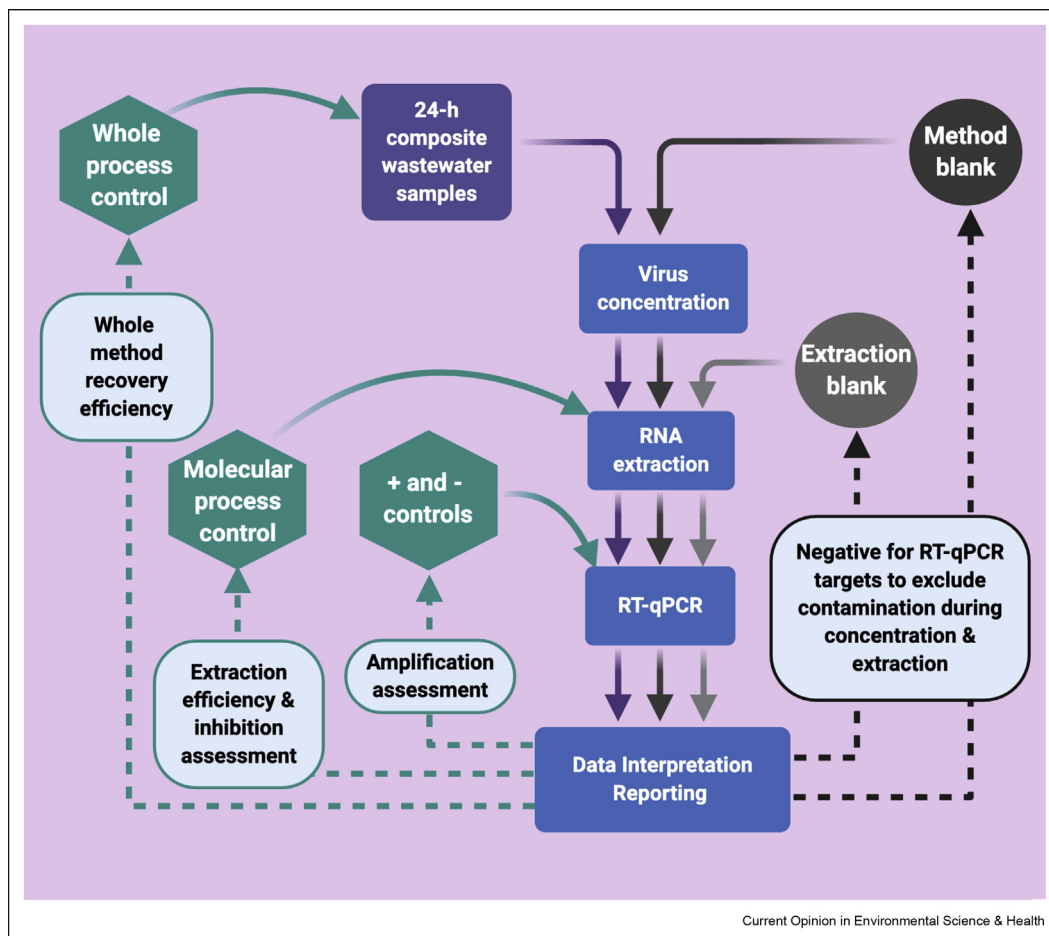 Whole
process
control
24-h
composite
wastewater
samples
Method
blank
Virus
concentration
Whole
method
recovery
efficiency
Extraction
blank
RNA
extraction
Molecular
process
control
+ and -
controls
Negative for RT-qPCR
targets to exclude
contamination during
concentration &
extraction
RT-qPCR
Extraction
efficiency &
inhibition
assessment
Amplification
assessment
Data Interpretation
Reporting
Current Opinion in Environmental Science & Health